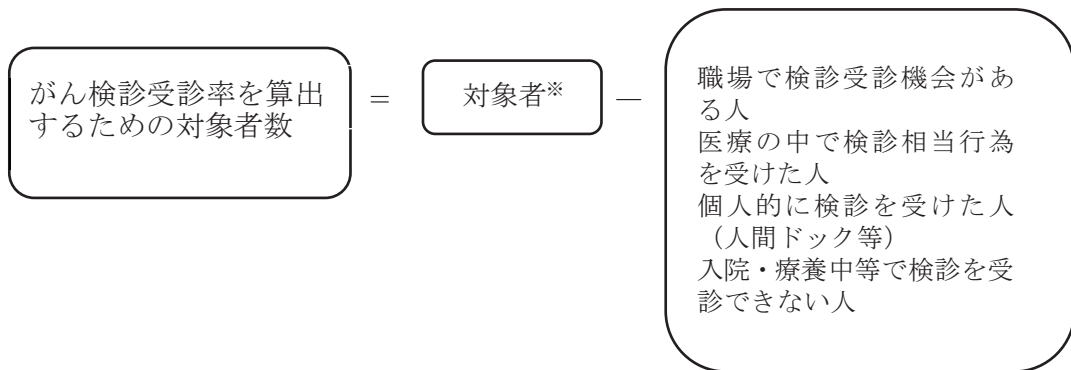 がん検診受診率を算出
するための対象者数
=
対象者※
―
職場で検診受診機会があ
る人
医療の中で検診相当行為
を受けた人
個人的に検診を受けた人
(人間ドック等)
入院・療養中等で検診を受
診できない人